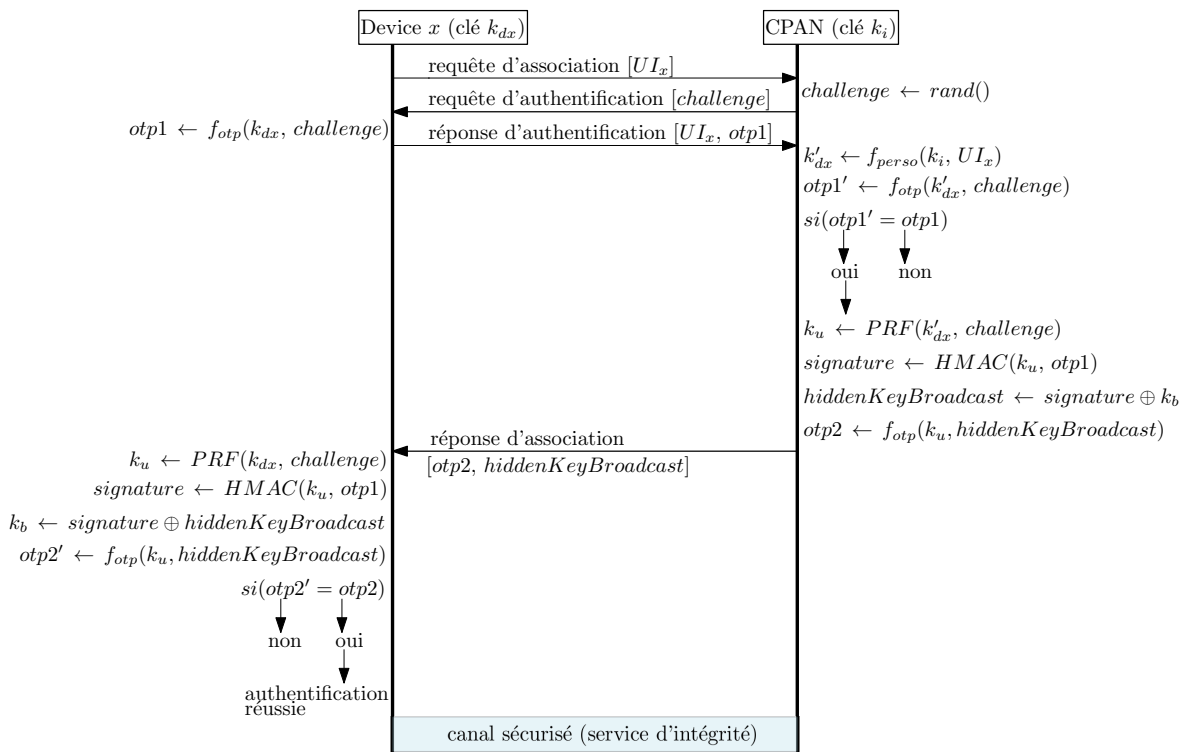 Device x (clé k_dx)
CPAN (clé k_i)
requête d'association [UI_x]
challenge ← rand()
requête d'authentification [challenge]
otp1 ← f_otp(k_dx, challenge)
réponse d'authentification [UI_x, otp1]
k'_dx ← f_perso(k_i, UI_x)
otp1' ← f_otp(k'_dx, challenge)
si(otp1' = otp1)
oui non
k_u ← PRF(k'_dx, challenge)
signature ← HMAC(k_u, otp1)
hiddenKeyBroadcast ← signature ⊕ k_b
otp2 ← f_otp(k_u, hiddenKeyBroadcast)
réponse d'association
[otp2, hiddenKeyBroadcast]
k_u ← PRF(k_dx, challenge)
signature ← HMAC(k_u, otp1)
k_b ← signature ⊕ hiddenKeyBroadcast
otp2' ← f_otp(k_u, hiddenKeyBroadcast)
si(otp2' = otp2)
non oui
authentification
réussie
canal sécurisé (service d'intégrité)